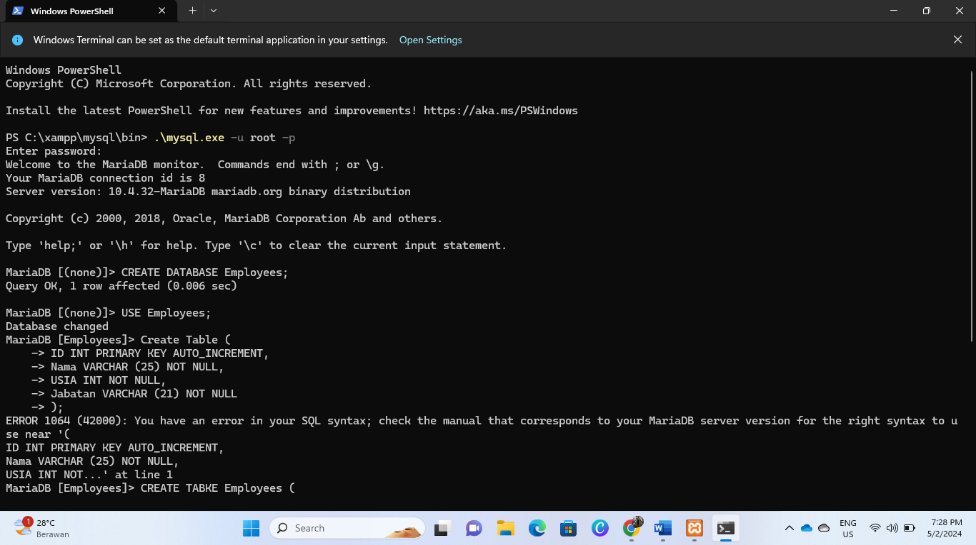 Windows PowerShell
Windows Terminal can be set as the default terminal application in your settings. Open Settings
Windows PowerShell
Copyright (C) Microsoft Corporation. All rights reserved.
Install the latest PowerShell for new features and improvements! https://aka.ms/PSWindows
PS C:\xampp\mysql\bin> .\mysql.exe -u root -p
Enter password:
Welcome to the MariaDB monitor.  Commands end with ; or \g.
Your MariaDB connection id is 8
Server version: 10.4.32-MariaDB mariadb.org binary distribution
Copyright (c) 2000, 2018, Oracle, MariaDB Corporation Ab and others.
Type 'help;' or '\h' for help. Type '\c' to clear the current input statement.
MariaDB [(none)]> CREATE DATABASE Employees;
Query OK, 1 row affected (0.006 sec)
MariaDB [(none)]> USE Employees;
Database changed
MariaDB [Employees]> Create Table (
    -> ID INT PRIMARY KEY AUTO_INCREMENT,
    -> Nama VARCHAR (25) NOT NULL,
    -> USIA INT NOT NULL,
    -> Jabatan VARCHAR (21) NOT NULL
    -> );
ERROR 1064 (42000): You have an error in your SQL syntax; check the manual that corresponds to your MariaDB server version for the right syntax to u
se near '(
ID INT PRIMARY KEY AUTO_INCREMENT,
Nama VARCHAR (25) NOT NULL,
USIA INT NOT...' at line 1
MariaDB [Employees]> CREATE TABKE Employees (
1
28°C
Berawan
Search
ENG
US
7:28 PM
5/2/2024